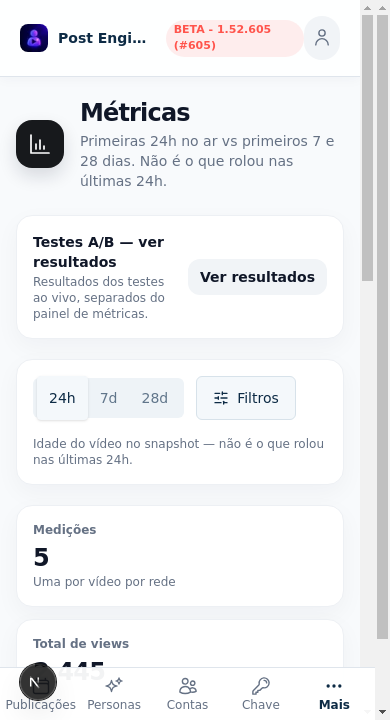 Post Engi...
BETA - 1.52.605
(#605)
Métricas
Primeiras 24h no ar vs primeiros 7 e
28 dias. Não é o que rolou nas
últimas 24h.
Testes A/B — ver
resultados
Resultados dos testes
ao vivo, separados do
painel de métricas.
Ver resultados
24h
7d
28d
Filtros
Idade do vídeo no snapshot — não é o que rolou
nas últimas 24h.
Medições
5
Uma por vídeo por rede
Total de views
N
Publicações
Personas
Contas
Chave
Mais